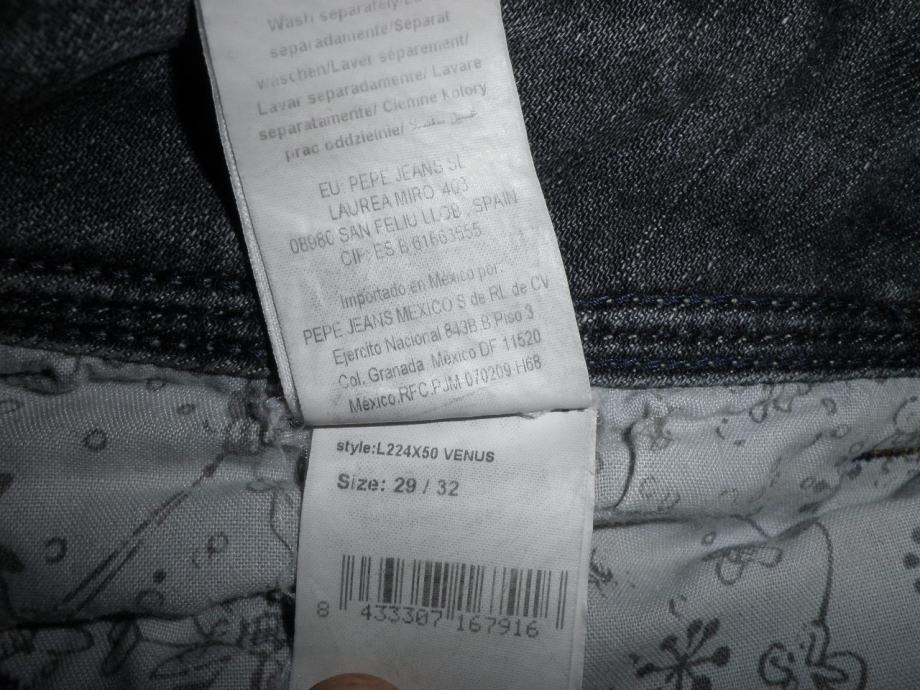 Wash separately/
separadamente/Separat
waschen/Laver séparément/
Lavar separadamente/ Lavare
separatamente/ Ciemne kolory
prac oddzielnie/
EU: PEPE JEANS SL
LAUREA MIRO, 403
08980 SAN FELIU LLOB., SPAIN
CIF: ES B 61663555
Importado en Mexico por:
PEPE JEANS MEXICO S de RL de CV
Ejercito Nacional 843B B Piso 3
Col. Granada. México DF 11520
México.RFC.PJM-070209-H68
style:L224X50 VENUS
Size: 29 / 32
8 433307 167916